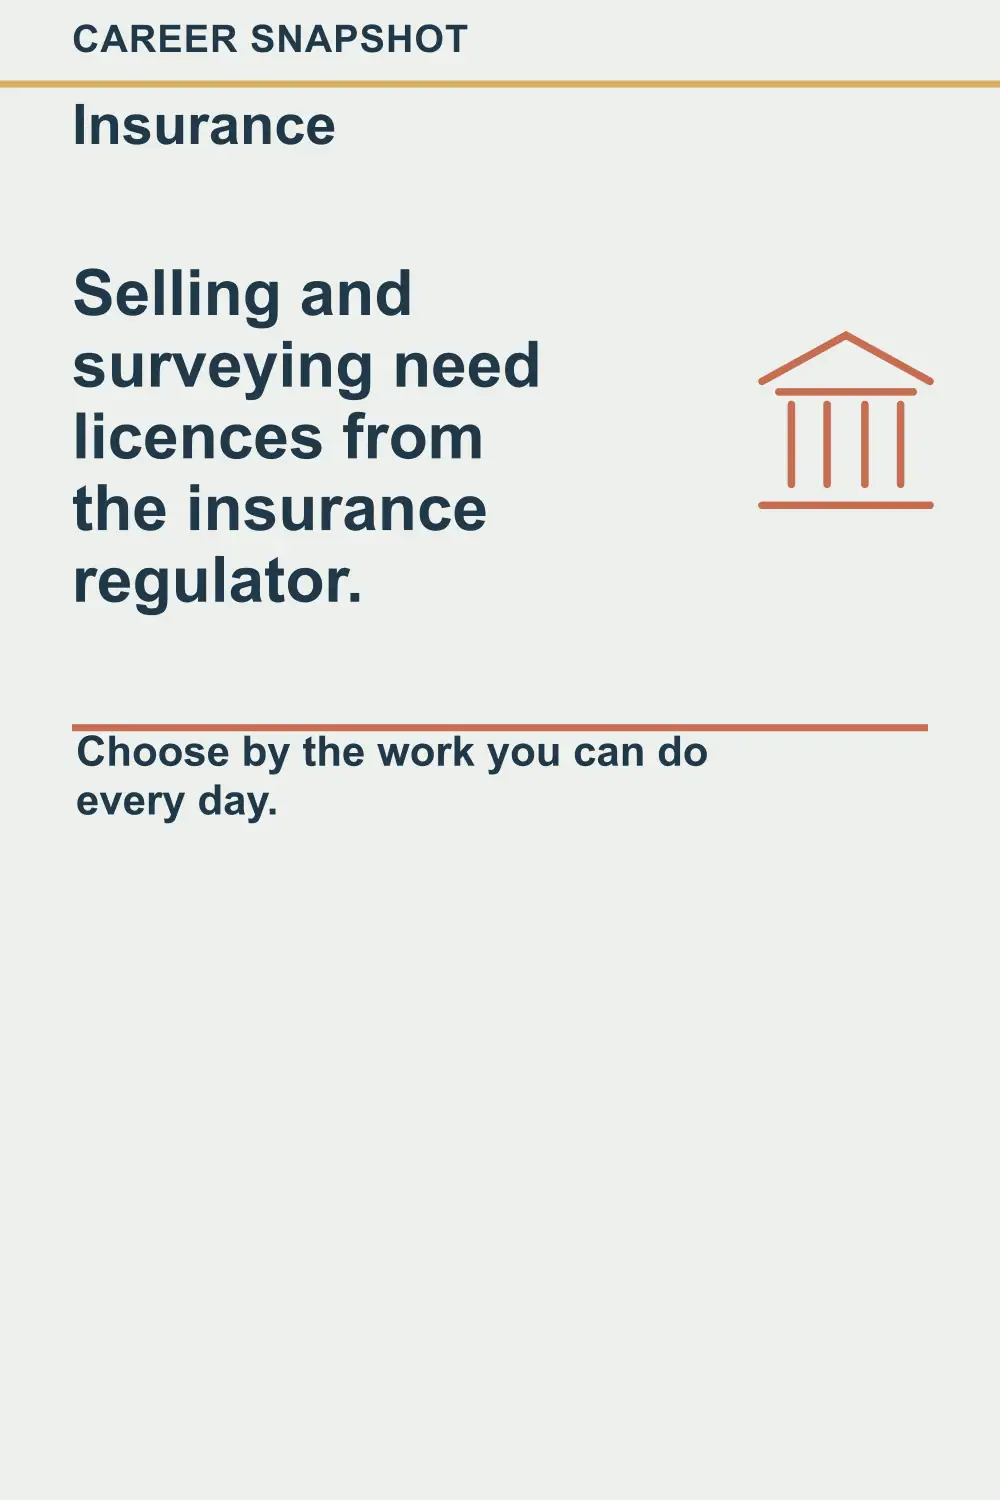 CAREER SNAPSHOT
Insurance
Selling and
surveying need
licences from
the insurance
regulator.
Choose by the work you can do
every day.